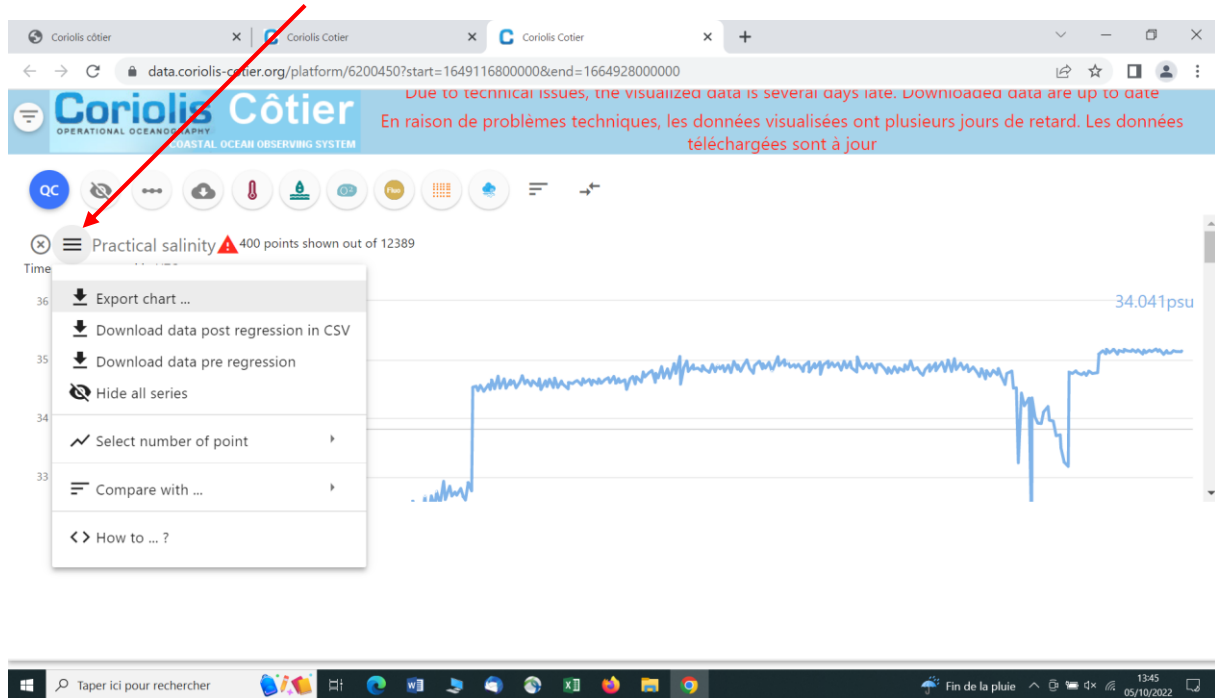 Coriolis côtier
Coriolis Cotier
Coriolis Cotier
data.coriolis-cotier.org/platform/6200450?start=1649116800000&end=1664928000000
Coriolis Côtier
OPERATIONAL OCEANOGRAPHY
COASTAL OCEAN OBSERVING SYSTEM
Due to technical issues, the visualized data is several days late. Downloaded data are up to date
En raison de problèmes techniques, les données visualisées ont plusieurs jours de retard. Les données
téléchargées sont à jour
QC
O2
Fluo
Practical salinity 400 points shown out of 12389
Time
36
34.041psu
35
34
33
Export chart ...
Download data post regression in CSV
Download data pre regression
Hide all series
Select number of point
Compare with ...
How to ... ?
Taper ici pour rechercher
Fin de la pluie
13:45
05/10/2022